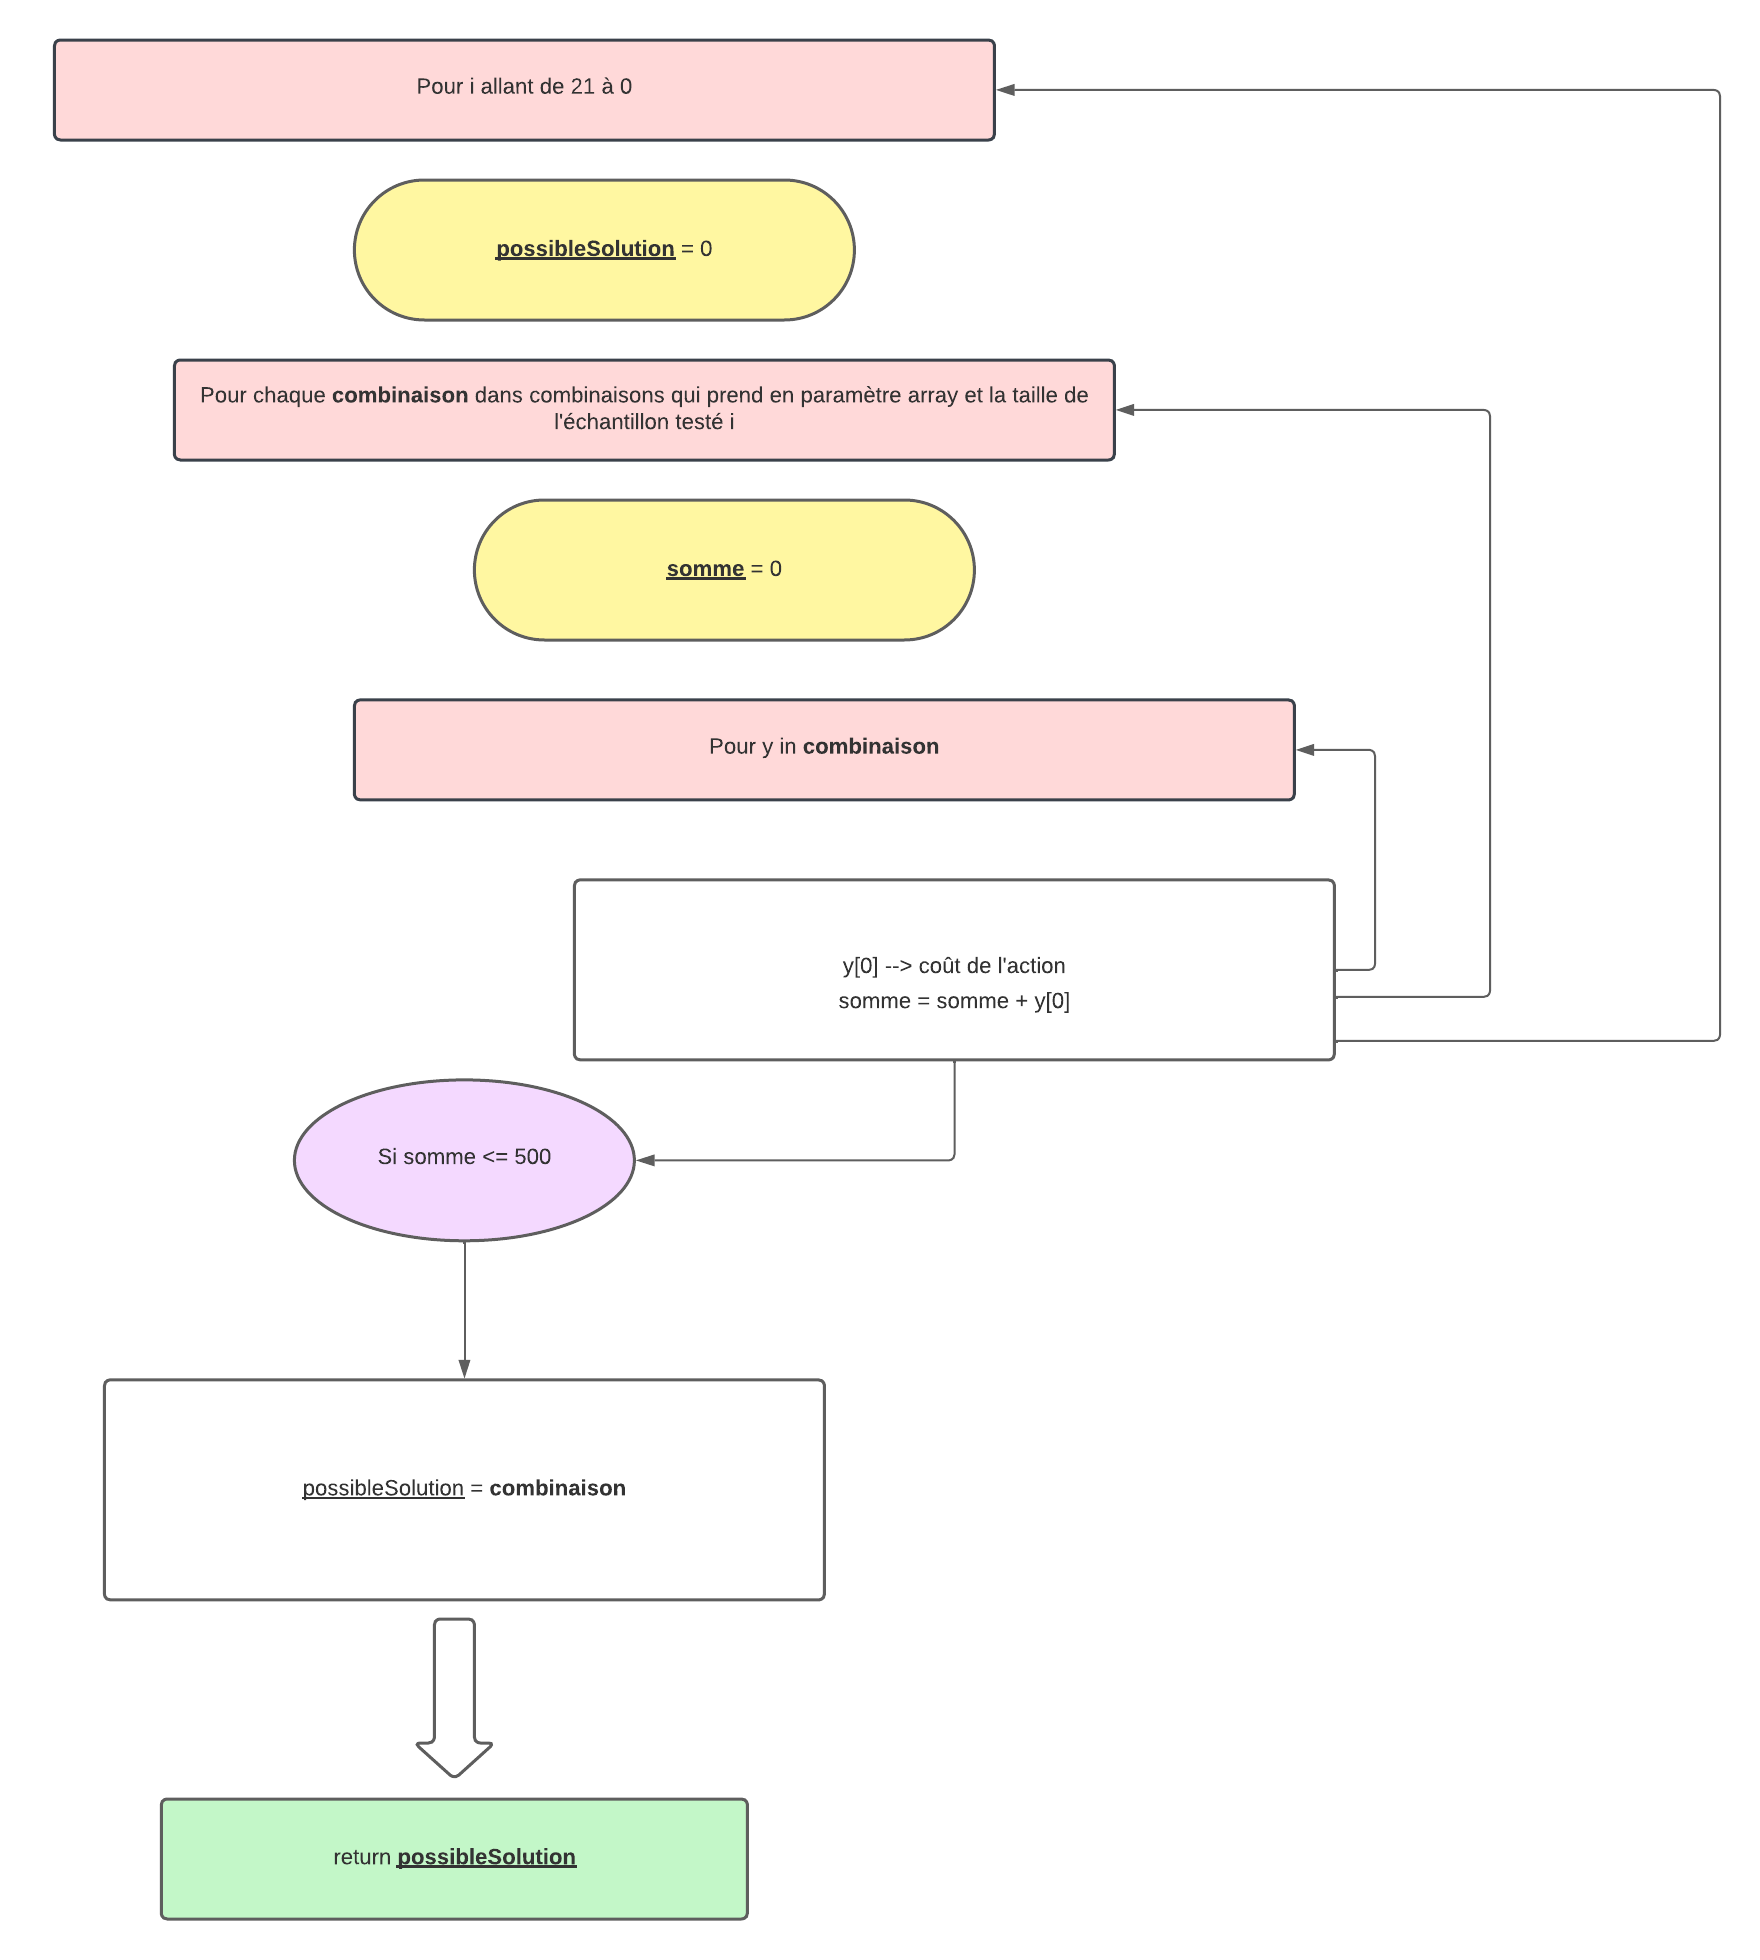 Pour i allant de 21 à 0
possibleSolution = 0
Pour chaque combinaison dans combinaisons qui prend en paramètre array et la taille de
l'échantillon testé i
somme = 0
Pour y in combinaison
y[0] --> coût de l'action
somme = somme + y[0]
Si somme <= 500
possibleSolution = combinaison
return possibleSolution